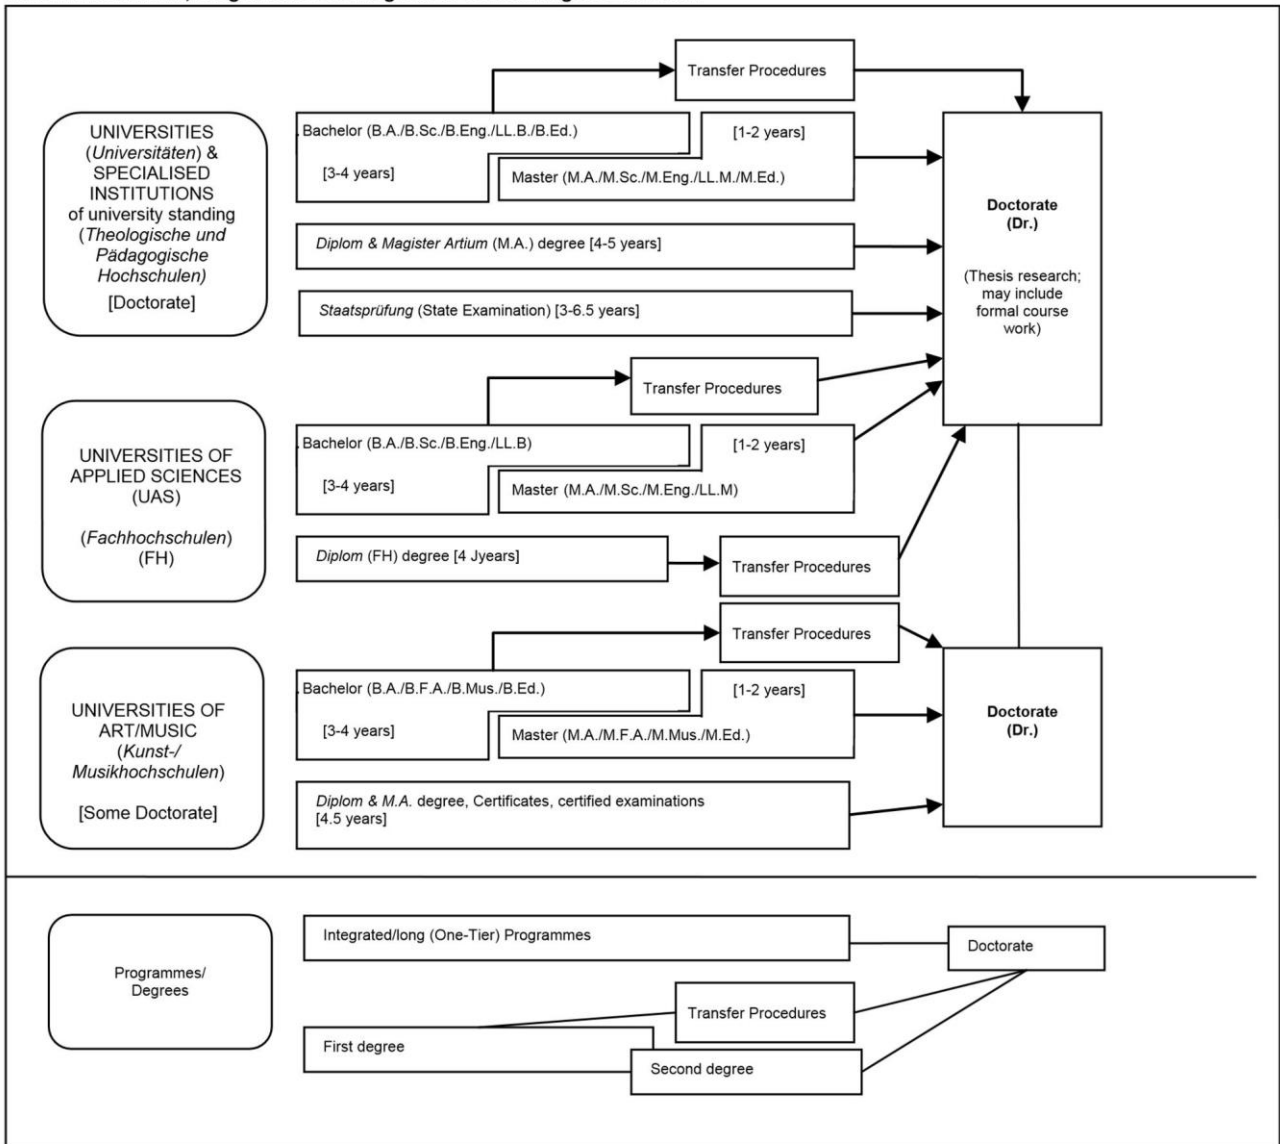 Transfer Procedures
UNIVERSITIES
(Universitäten) &
SPECIALISED
INSTITUTIONS
of university standing
(Theologische und
Pädagogische
Hochschulen)
[Doctorate]
Bachelor (B.A./B.Sc./B.Eng./LL.B./B.Ed.)
[3-4 years]
[1-2 years]
Master (M.A./M.Sc./M.Eng./LL.M./M.Ed.)
Diplom & Magister Artium (M.A.) degree [4-5 years]
Staatsprüfung (State Examination) [3-6.5 years]
Doctorate
(Dr.)
(Thesis research;
may include
formal course
work)
Transfer Procedures
UNIVERSITIES OF
APPLIED SCIENCES
(UAS)
(Fachhochschulen)
(FH)
Bachelor (B.A./B.Sc./B.Eng./LL.B)
[3-4 years]
[1-2 years]
Master (M.A./M.Sc./M.Eng./LL.M)
Diplom (FH) degree [4 Jyears]
Transfer Procedures
Transfer Procedures
UNIVERSITIES OF
ART/MUSIC
(Kunst-/
Musikhochschulen)
[Some Doctorate]
Bachelor (B.A./B.F.A./B.Mus./B.Ed.)
[3-4 years]
[1-2 years]
Master (M.A./M.F.A./M.Mus./M.Ed.)
Diplom & M.A. degree, Certificates, certified examinations
[4.5 years]
Doctorate
(Dr.)
Programmes/
Degrees
Integrated/long (One-Tier) Programmes
Doctorate
Transfer Procedures
First degree
Second degree